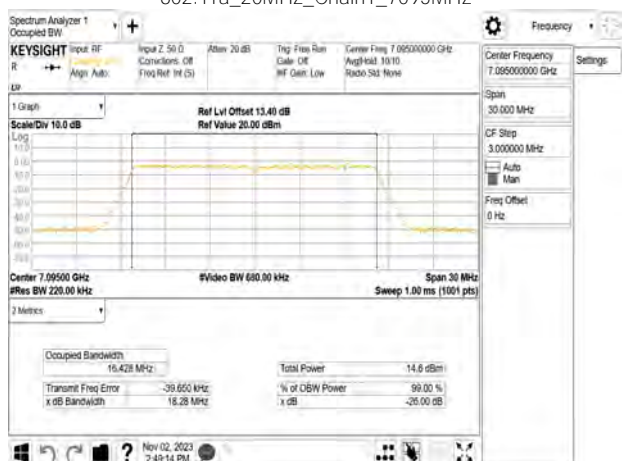 802.11a_20MHz_Chain1_7095MHz
Spectrum Analyzer 1
Occupied BW
Frequency
KEYSIGHT
Input: RF
Input Z: 50 Ω
Atten: 20 dB
Trig: Free Run
Center Freq: 7.095000000 GHz
R
Corrections: Off
Gate: Off
Avg|Hold: 10/10
Align: Auto
Freq Ref: Int (S)
#IF Gain: Low
Radio Std: None
Center Frequency
7.095000000 GHz
Settings
Span
30.000 MHz
CF Step
3.000000 MHz
Auto
Man
Freq Offset
0 Hz
1 Graph
Scale/Div 10.0 dB
Ref Lvl Offset 13.40 dB
Ref Value 20.00 dBm
Log
Center 7.09500 GHz
#Video BW 680.00 kHz
Span 30 MHz
#Res BW 220.00 kHz
Sweep 1.00 ms (1001 pts)
2 Metrics
Occupied Bandwidth
16.428 MHz
Total Power
14.6 dBm
Transmit Freq Error
-39.650 kHz
% of OBW Power
99.00 %
x dB Bandwidth
18.28 MHz
x dB
-26.00 dB
?
Nov 02, 2023
2:49:14 PM